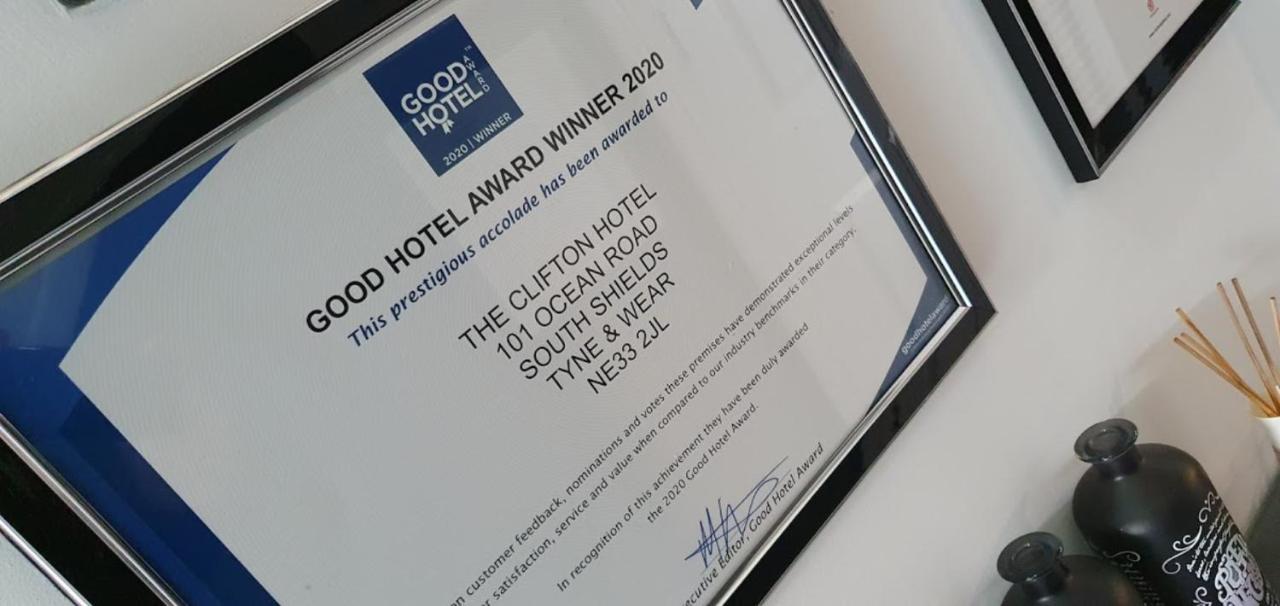 GOOD
HOTEL
AWARD™
2020 | WINNER
GOOD HOTEL AWARD WINNER 2020
This prestigious accolade has been awarded to
THE CLIFTON HOTEL
101 OCEAN ROAD
SOUTH SHIELDS
TYNE & WEAR
NE33 2JL
customer feedback, nominations and votes these premises have demonstrated exceptional levels
satisfaction, service and value when compared to our industry benchmarks in their category.
In recognition of this achievement they have been duly awarded
the 2020 Good Hotel Award.
Editor, Good Hotel Award